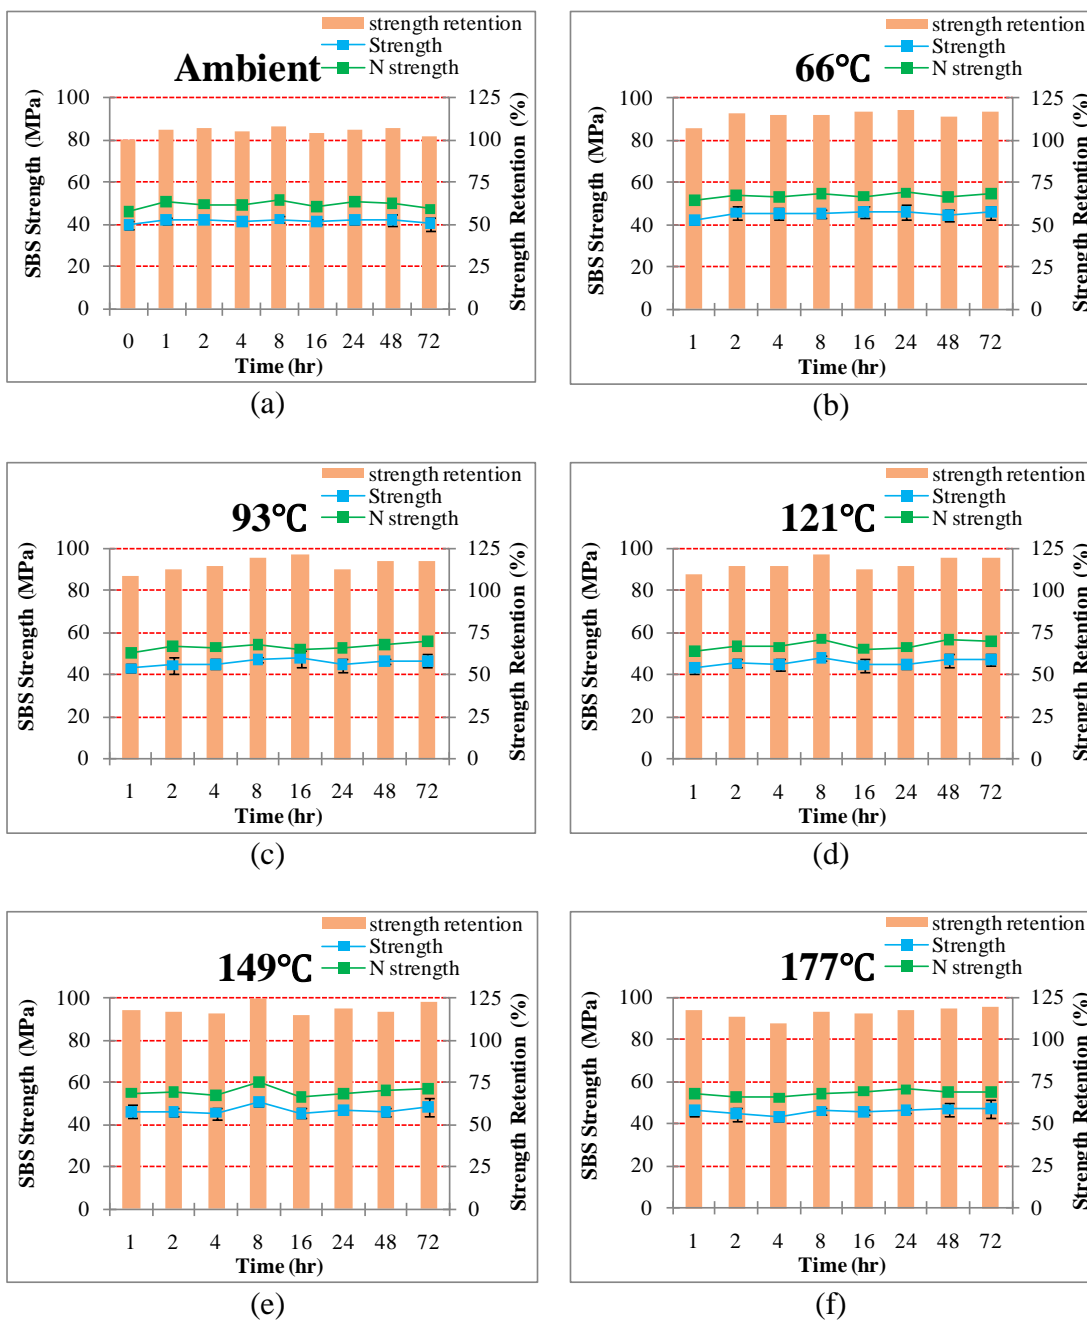 strength retention
Strength
N strength
Ambient
SBS Strength (MPa)
100
80
60
40
20
0
125
100
75
50
25
0
Strength Retention (%)
0 1 2 4 8 16 24 48 72
Time (hr)
(a)
strength retention
Strength
N strength
66℃
SBS Strength (MPa)
100
80
60
40
20
0
125
100
75
50
25
0
Strength Retention (%)
1 2 4 8 16 24 48 72
Time (hr)
(b)
strength retention
Strength
N strength
93℃
SBS Strength (MPa)
100
80
60
40
20
0
125
100
75
50
25
0
Strength Retention (%)
1 2 4 8 16 24 48 72
Time (hr)
(c)
strength retention
Strength
N strength
121℃
SBS Strength (MPa)
100
80
60
40
20
0
125
100
75
50
25
0
Strength Retention (%)
1 2 4 8 16 24 48 72
Time (hr)
(d)
strength retention
Strength
N strength
149℃
SBS Strength (MPa)
100
80
60
40
20
0
125
100
75
50
25
0
Strength Retention (%)
1 2 4 8 16 24 48 72
Time (hr)
(e)
strength retention
Strength
N strength
177℃
SBS Strength (MPa)
100
80
60
40
20
0
125
100
75
50
25
0
Strength Retention (%)
1 2 4 8 16 24 48 72
Time (hr)
(f)